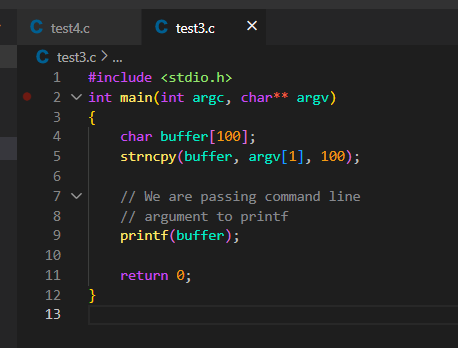 C test4.c
C test3.c ×
C test3.c > ...
1 #include <stdio.h>
2 int main(int argc, char** argv)
3 {
4     char buffer[100];
5     strncpy(buffer, argv[1], 100);
6
7     // We are passing command line
8     // argument to printf
9     printf(buffer);
10
11     return 0;
12 }
13